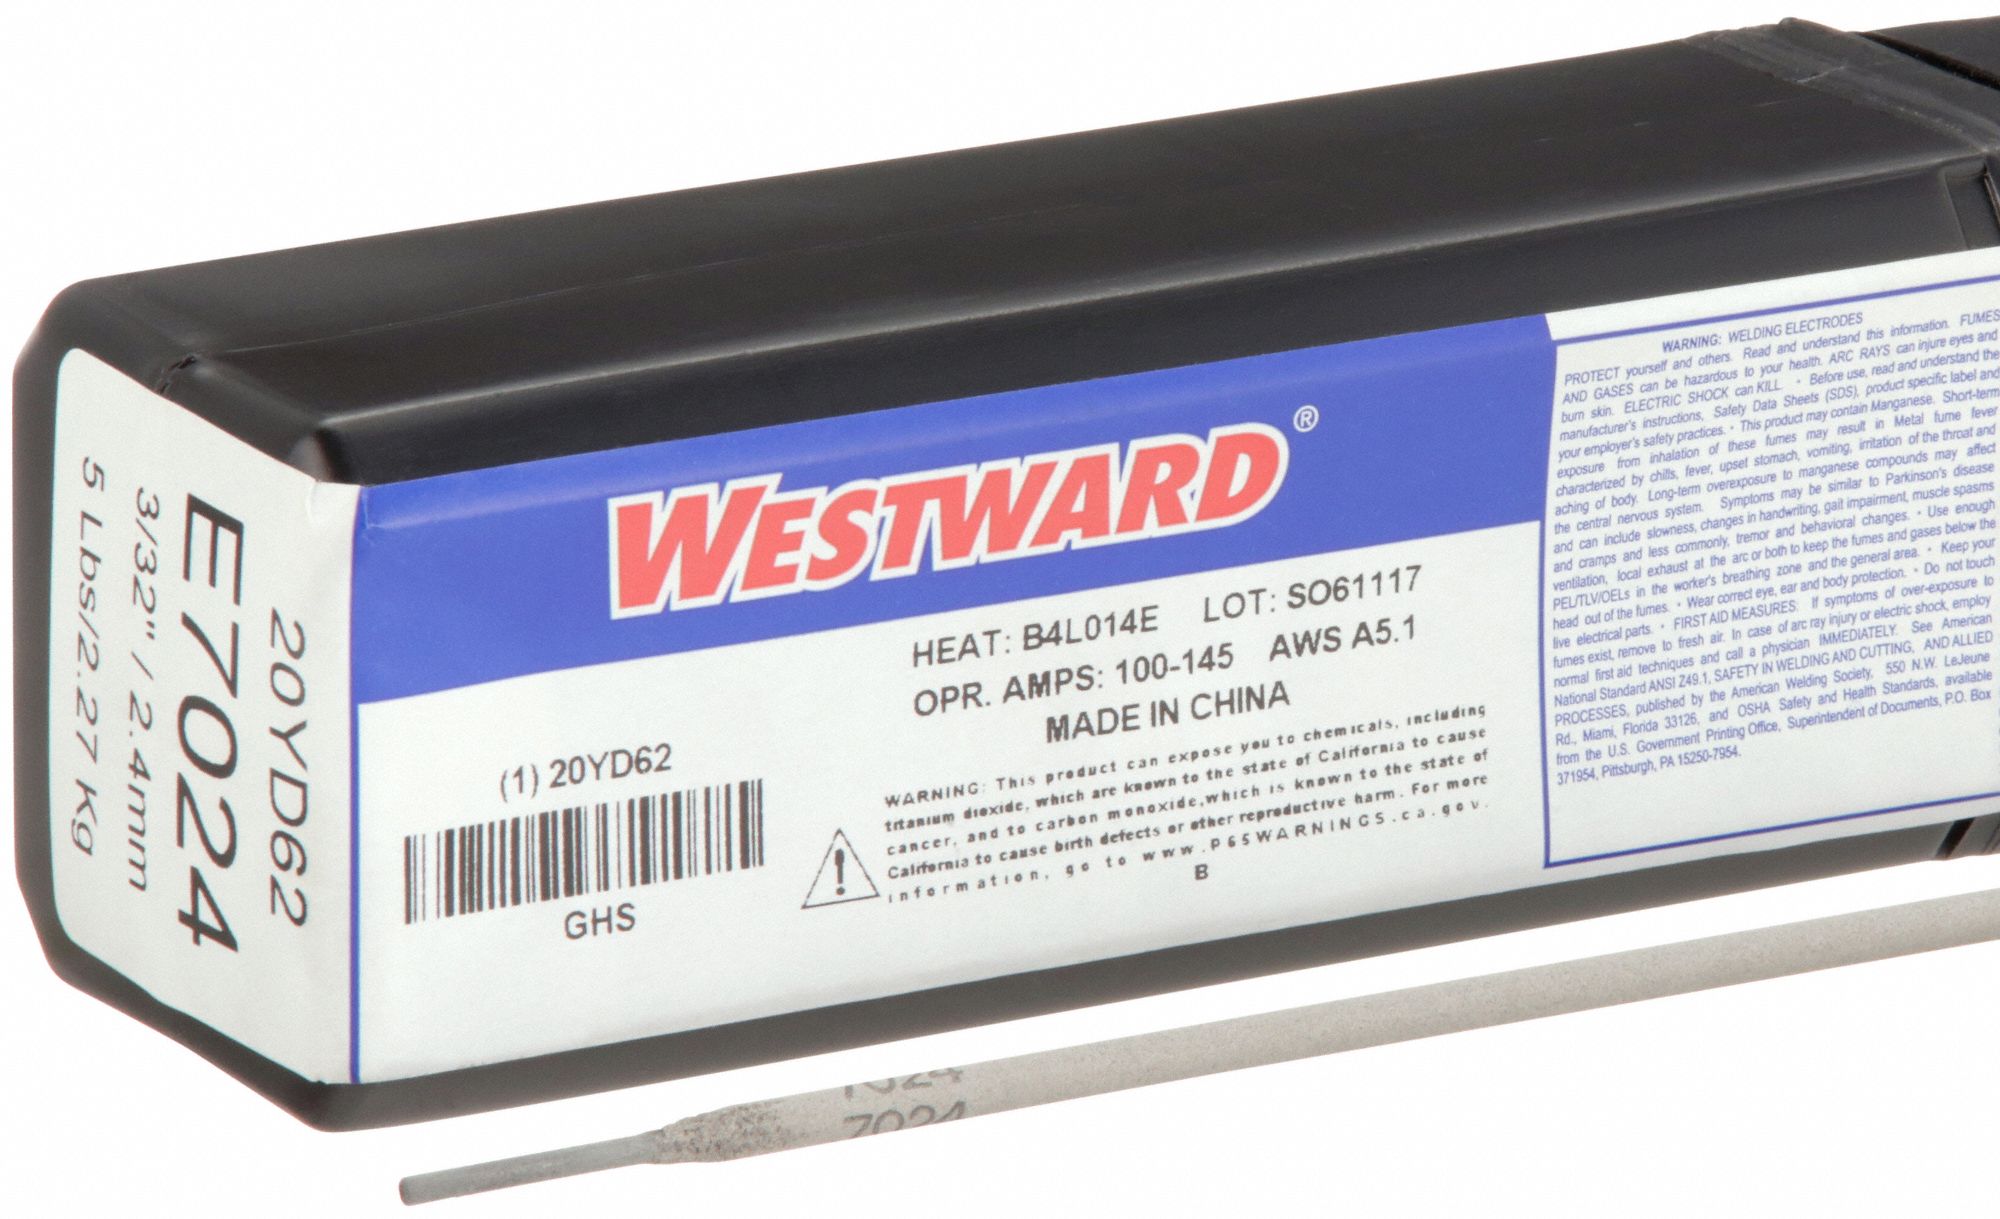 20YD62
E7024
3/32" / 2.4mm
5 Lbs/2.27 Kg
WESTWARD®
HEAT: B4L014E LOT: SO61117
OPR. AMPS: 100-145 AWS A5.1
MADE IN CHINA
(1) 20YD62
GHS
WARNING: This product can expose you to chemicals, including
titanium dioxide, which are known to the state of California to cause
cancer, and to carbon monoxide,which is known to the state of
California to cause birth defects or other reproductive harm. For more
information, go to www.P65WARNINGS.ca.gov.
B
WARNING: WELDING ELECTRODES
PROTECT yourself and others. Read and understand this information. FUMES
AND GASES can be hazardous to your health. ARC RAYS can injure eyes and
burn skin. ELECTRIC SHOCK can KILL • Before use, read and understand the
manufacturer's instructions, Safety Data Sheets (SDS), product specific label and
your employer's safety practices. • This product may contain Manganese. Short-term
exposure from inhalation of these fumes may result in Metal fume fever
characterized by chills, fever, upset stomach, vomiting, irritation of the throat and
aching of body. Long-term overexposure to manganese compounds may affect
the central nervous system. Symptoms may be similar to Parkinson's disease
and can include slowness, changes in handwriting, gait impairment, muscle spasms
and cramps and less commonly, tremor and behavioral changes. • Use enough
ventilation, local exhaust at the arc or both to keep the fumes and gases below the
PEL/TLV/OELs in the worker's breathing zone and the general area. • Keep your
head out of the fumes. • Wear correct eye, ear and body protection. • Do not touch
live electrical parts. • FIRST AID MEASURES: If symptoms of over-exposure to
fumes exist, remove to fresh air. In case of arc ray injury or electric shock, employ
normal first aid techniques and call a physician IMMEDIATELY. See American
National Standard ANSI Z49.1, SAFETY IN WELDING AND CUTTING, AND ALLIED
PROCESSES, published by the American Welding Society, 550 N.W. LeJeune
Rd., Miami, Florida 33126, and OSHA Safety and Health Standards, available
from the U.S. Government Printing Office, Superintendent of Documents, P.O. Box
371954, Pittsburgh, PA 15250-7954.
7024
7024